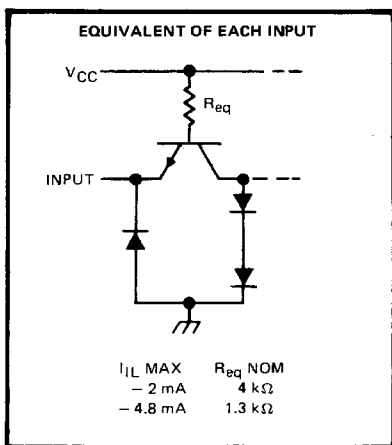 EQUIVALENT OF EACH INPUT
VCC
Req
INPUT
IIL MAX Req NOM
− 2 mA 4 kΩ
− 4.8 mA 1.3 kΩ